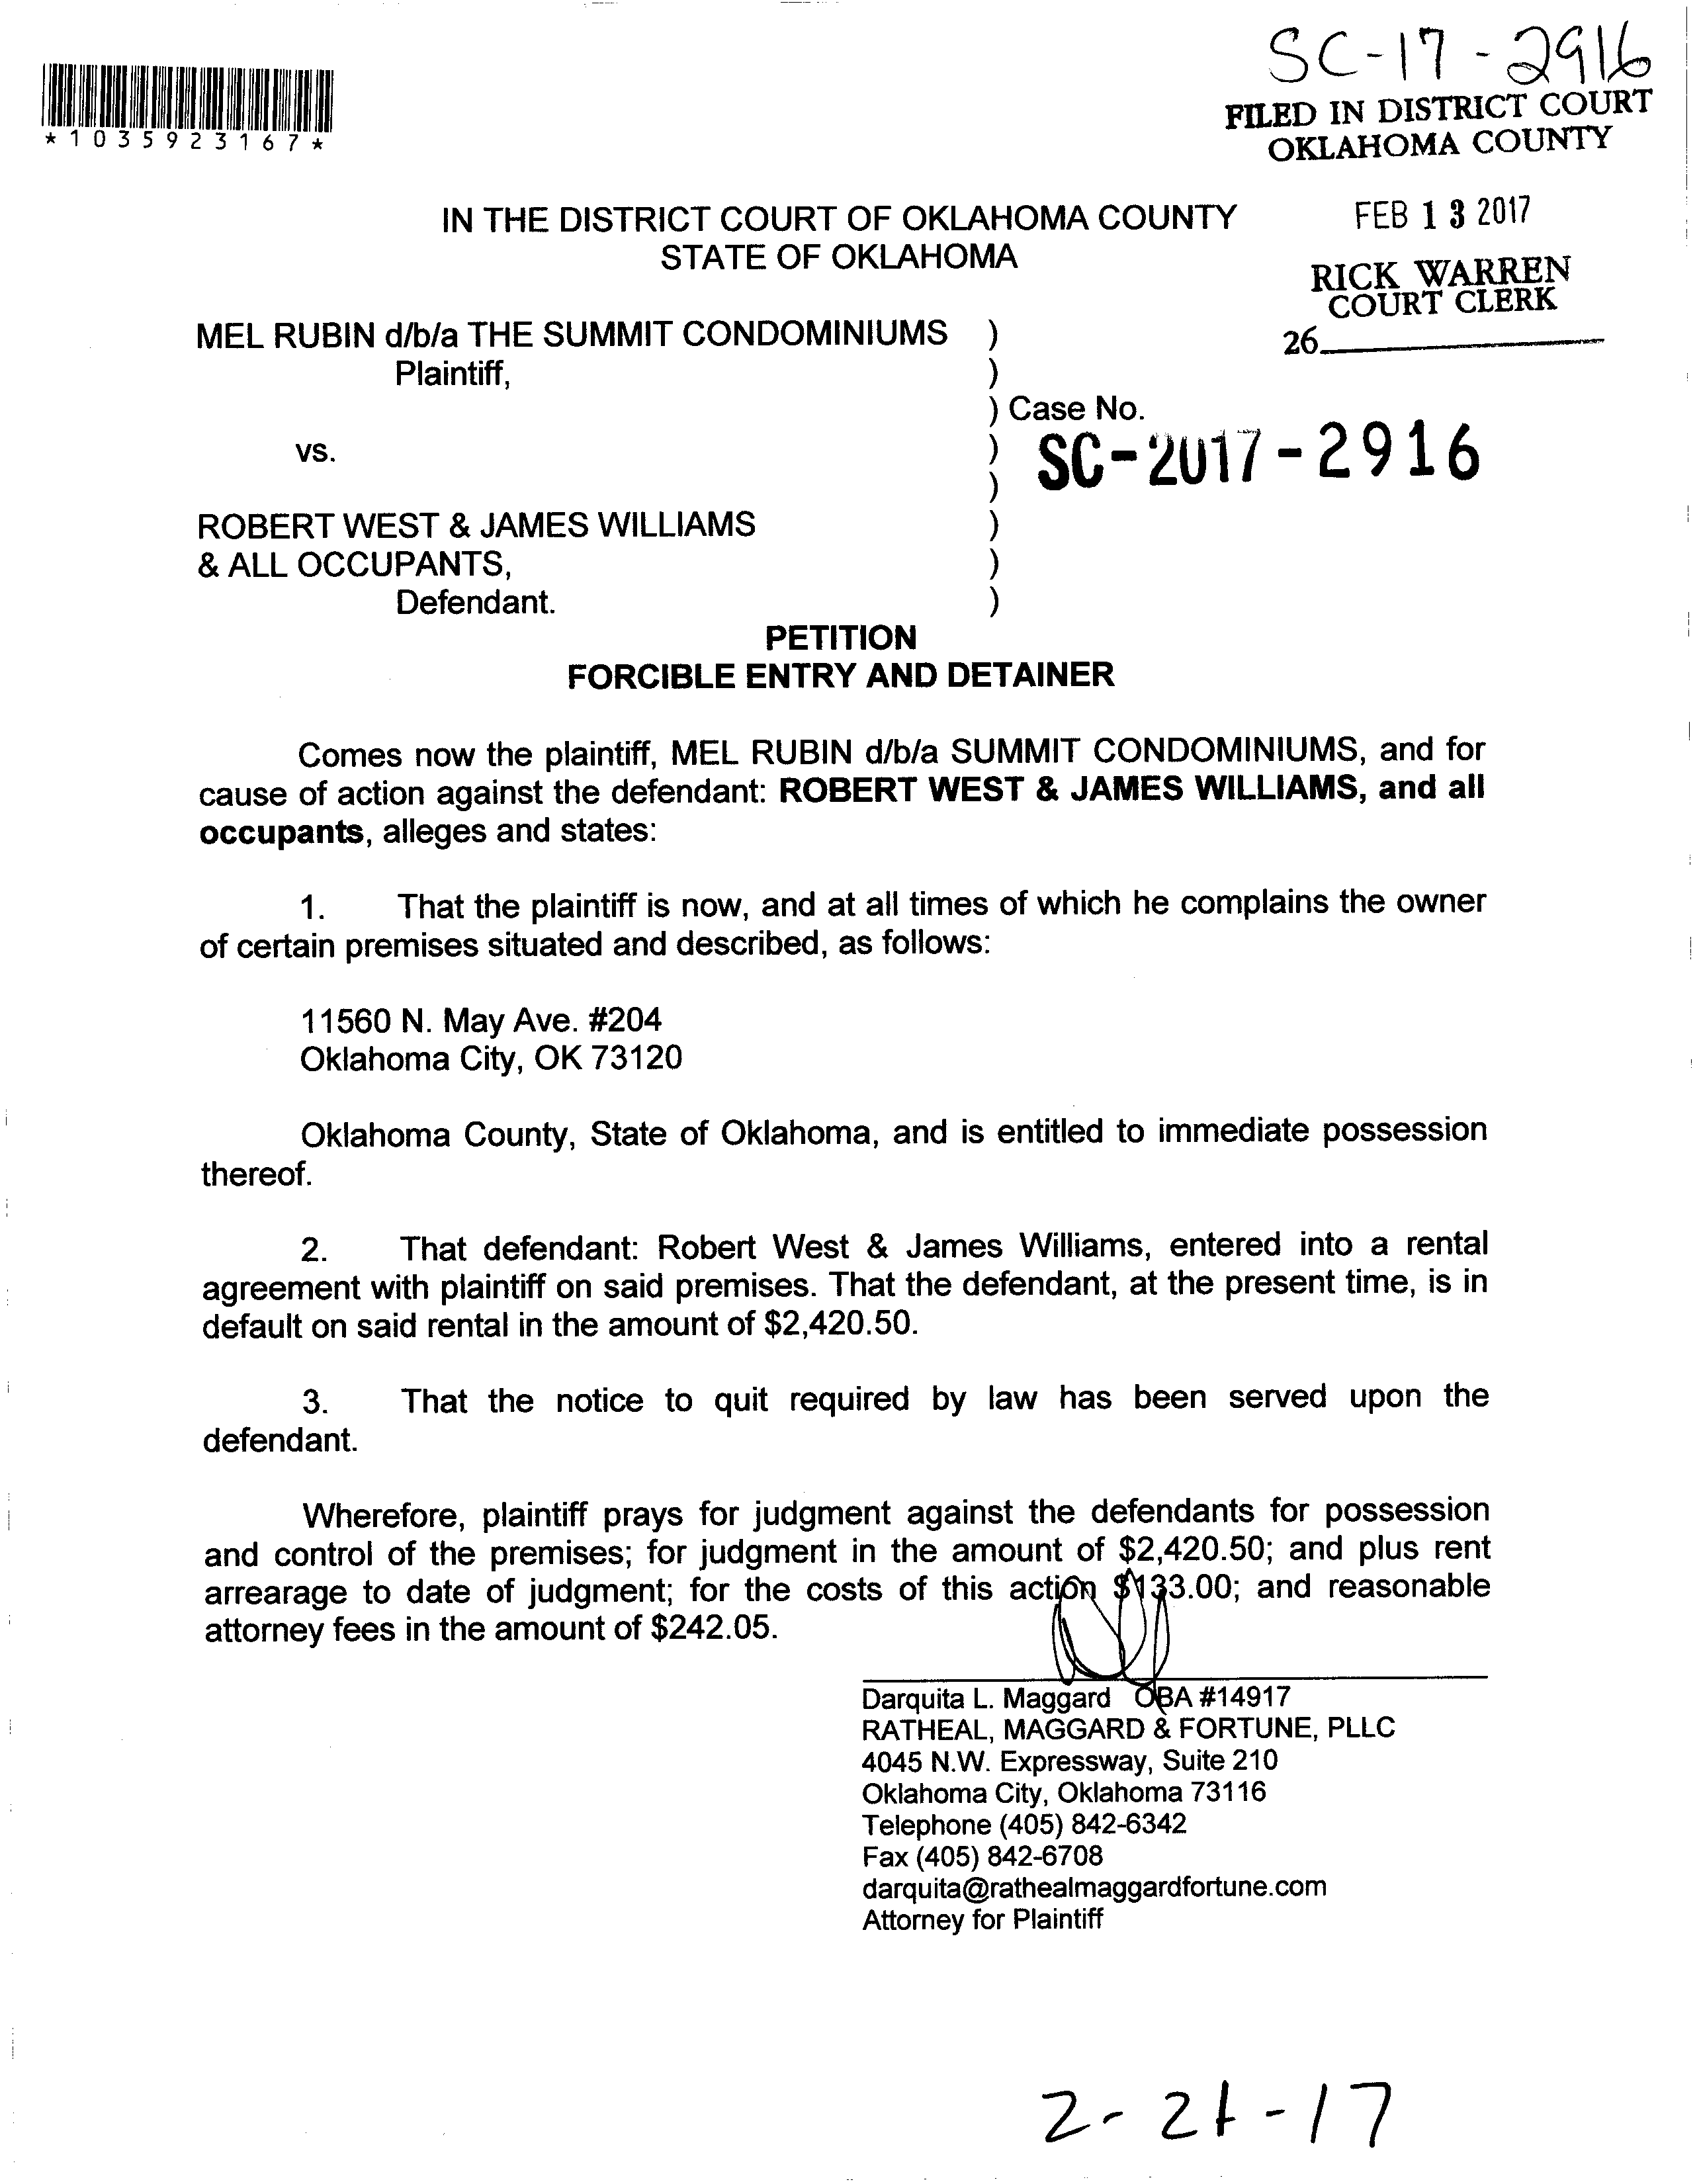 SC-17-2916
FILED IN DISTRICT COURT
OKLAHOMA COUNTY
*1035923167*
FEB 13 2017
RICK WARREN
COURT CLERK
26
IN THE DISTRICT COURT OF OKLAHOMA COUNTY
STATE OF OKLAHOMA
MEL RUBIN d/b/a THE SUMMIT CONDOMINIUMS )
Plaintiff, )
) Case No.
vs. ) SC-2017-2916
)
ROBERT WEST & JAMES WILLIAMS )
& ALL OCCUPANTS, )
Defendant. )
PETITION
FORCIBLE ENTRY AND DETAINER
Comes now the plaintiff, MEL RUBIN d/b/a SUMMIT CONDOMINIUMS, and for
cause of action against the defendant: ROBERT WEST & JAMES WILLIAMS, and all
occupants, alleges and states:
1. That the plaintiff is now, and at all times of which he complains the owner
of certain premises situated and described, as follows:
11560 N. May Ave. #204
Oklahoma City, OK 73120
Oklahoma County, State of Oklahoma, and is entitled to immediate possession
thereof.
2. That defendant: Robert West & James Williams, entered into a rental
agreement with plaintiff on said premises. That the defendant, at the present time, is in
default on said rental in the amount of $2,420.50.
3. That the notice to quit required by law has been served upon the
defendant.
Wherefore, plaintiff prays for judgment against the defendants for possession
and control of the premises; for judgment in the amount of $2,420.50; and plus rent
arrearage to date of judgment; for the costs of this action $133.00; and reasonable
attorney fees in the amount of $242.05.
Darquita L. Maggard OBA #14917
RATHEAL, MAGGARD & FORTUNE, PLLC
4045 N.W. Expressway, Suite 210
Oklahoma City, Oklahoma 73116
Telephone (405) 842-6342
Fax (405) 842-6708
darquita@rathealmaggardfortune.com
Attorney for Plaintiff
2-21-17